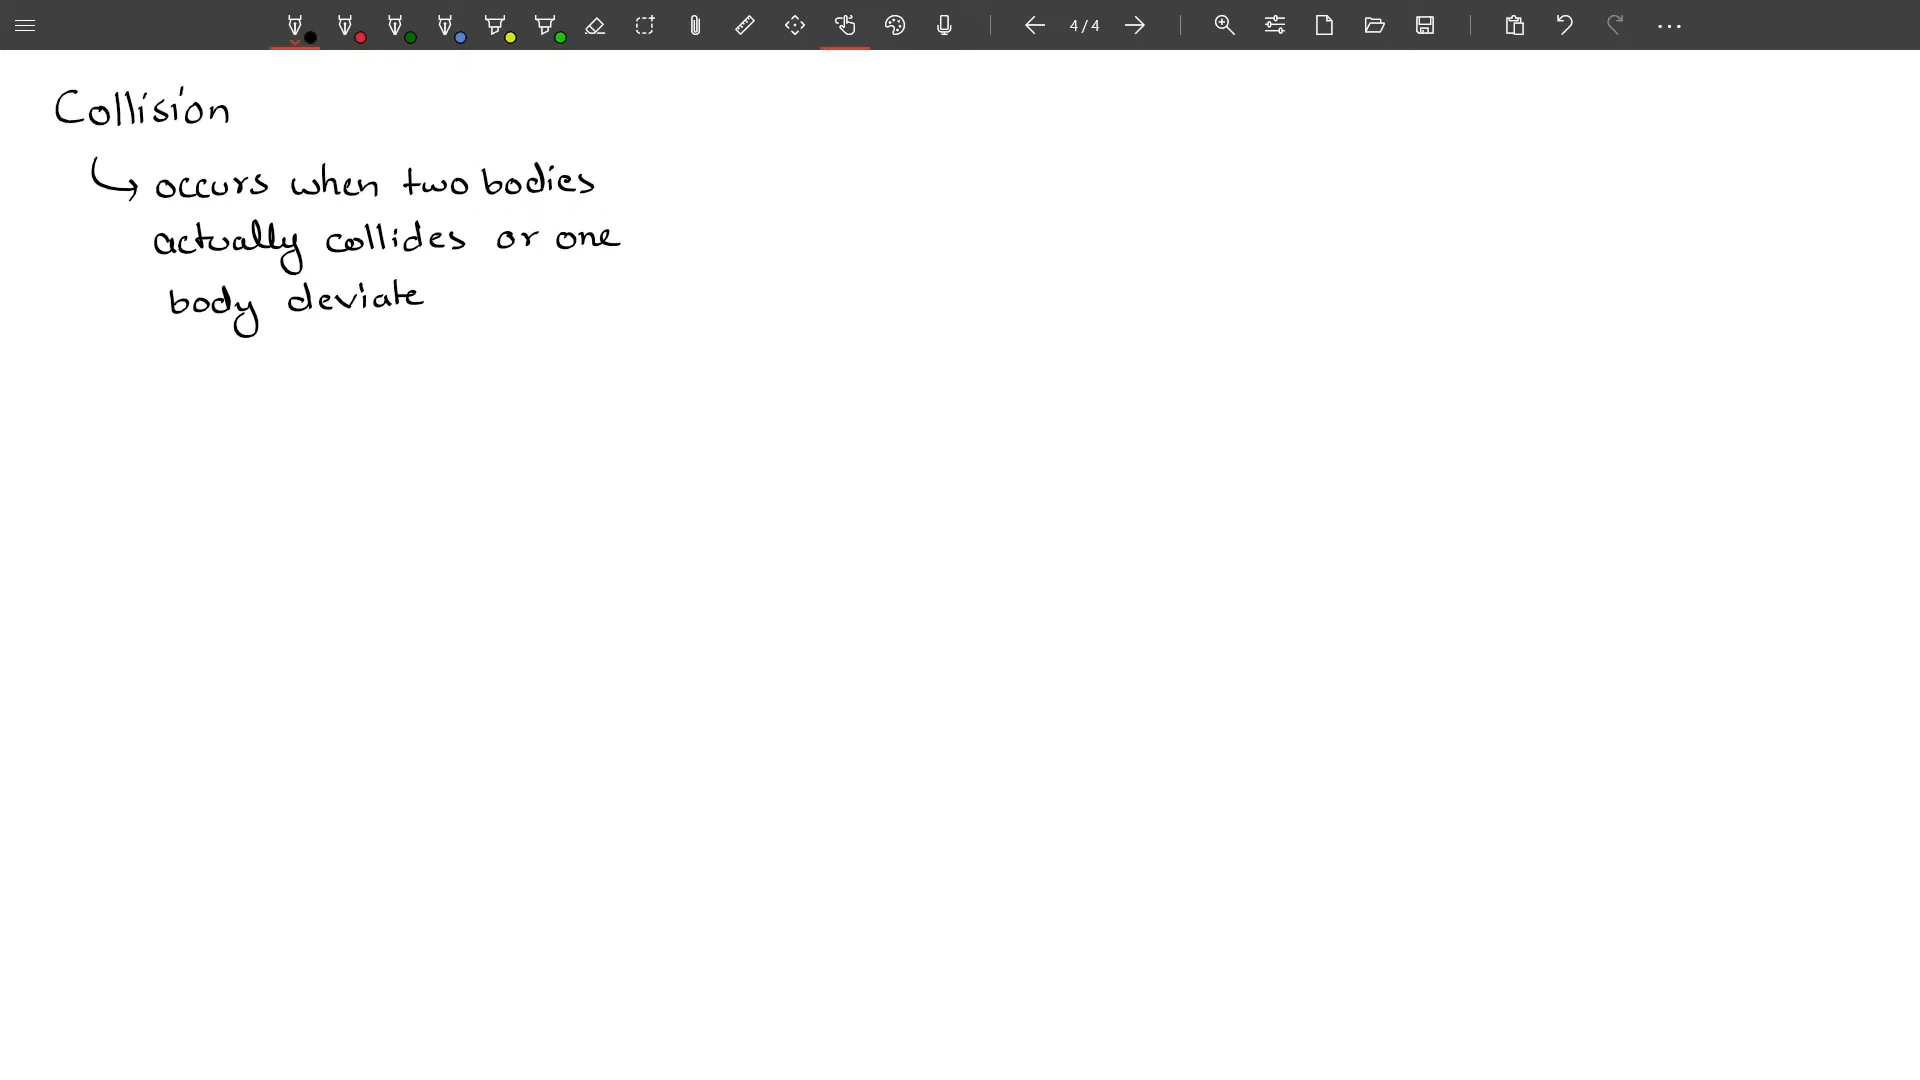 4/4
Collision
occurs when two bodies
actually collides or one
body deviate